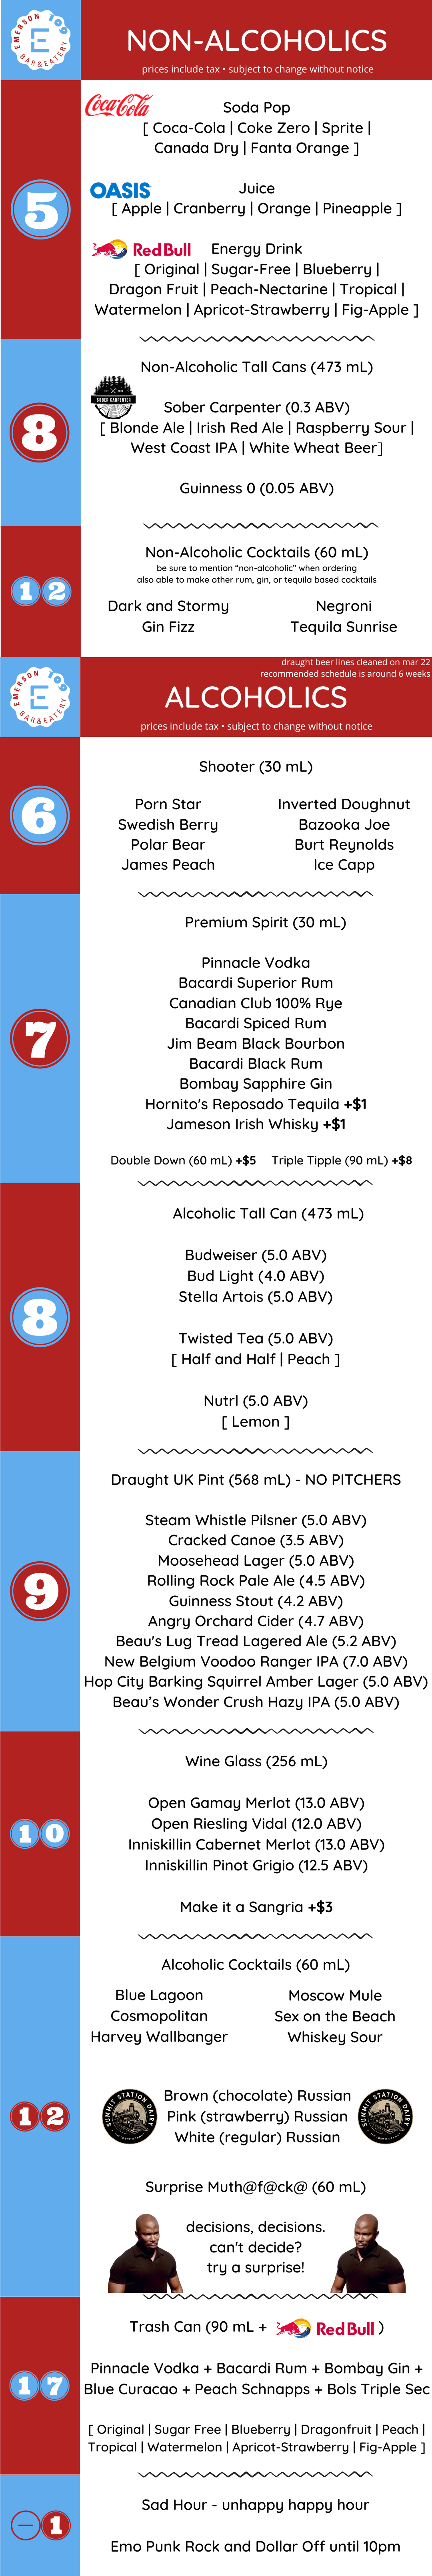 EMERSON 109
E
BAR & EATERY
NON-ALCOHOLICS
prices include tax • subject to change without notice
5
Coca-Cola
Soda Pop
[ Coca-Cola | Coke Zero | Sprite |
Canada Dry | Fanta Orange ]
OASIS
Juice
[ Apple | Cranberry | Orange | Pineapple ]
Red Bull
Energy Drink
[ Original | Sugar-Free | Blueberry |
Dragon Fruit | Peach-Nectarine | Tropical |
Watermelon | Apricot-Strawberry | Fig-Apple ]
8
Non-Alcoholic Tall Cans (473 mL)
SOBER CARPENTER
Sober Carpenter (0.3 ABV)
[ Blonde Ale | Irish Red Ale | Raspberry Sour |
West Coast IPA | White Wheat Beer]
Guinness 0 (0.05 ABV)
12
Non-Alcoholic Cocktails (60 mL)
be sure to mention "non-alcoholic" when ordering
also able to make other rum, gin, or tequila based cocktails
Dark and Stormy
Negroni
Gin Fizz
Tequila Sunrise
draught beer lines cleaned on mar 22
recommended schedule is around 6 weeks
EMERSON 109
E
BAR & EATERY
ALCOHOLICS
prices include tax • subject to change without notice
6
Shooter (30 mL)
Porn Star
Inverted Doughnut
Swedish Berry
Bazooka Joe
Polar Bear
Burt Reynolds
James Peach
Ice Capp
7
Premium Spirit (30 mL)
Pinnacle Vodka
Bacardi Superior Rum
Canadian Club 100% Rye
Bacardi Spiced Rum
Jim Beam Black Bourbon
Bacardi Black Rum
Bombay Sapphire Gin
Hornito's Reposado Tequila +$1
Jameson Irish Whisky +$1
Double Down (60 mL) +$5 Triple Tipple (90 mL) +$8
8
Alcoholic Tall Can (473 mL)
Budweiser (5.0 ABV)
Bud Light (4.0 ABV)
Stella Artois (5.0 ABV)
Twisted Tea (5.0 ABV)
[ Half and Half | Peach ]
Nutrl (5.0 ABV)
[ Lemon ]
9
Draught UK Pint (568 mL) - NO PITCHERS
Steam Whistle Pilsner (5.0 ABV)
Cracked Canoe (3.5 ABV)
Moosehead Lager (5.0 ABV)
Rolling Rock Pale Ale (4.5 ABV)
Guinness Stout (4.2 ABV)
Angry Orchard Cider (4.7 ABV)
Beau's Lug Tread Lagered Ale (5.2 ABV)
New Belgium Voodoo Ranger IPA (7.0 ABV)
Hop City Barking Squirrel Amber Lager (5.0 ABV)
Beau's Wonder Crush Hazy IPA (5.0 ABV)
10
Wine Glass (256 mL)
Open Gamay Merlot (13.0 ABV)
Open Riesling Vidal (12.0 ABV)
Inniskillin Cabernet Merlot (13.0 ABV)
Inniskillin Pinot Grigio (12.5 ABV)
Make it a Sangria +$3
12
Alcoholic Cocktails (60 mL)
Blue Lagoon
Moscow Mule
Cosmopolitan
Sex on the Beach
Harvey Wallbanger
Whiskey Sour
SUMMIT STATION DAIRY
Brown (chocolate) Russian
Pink (strawberry) Russian
White (regular) Russian
SUMMIT STATION DAIRY
Surprise Muth@f@ck@ (60 mL)
decisions, decisions.
can't decide?
try a surprise!
17
Trash Can (90 mL + Red Bull )
Pinnacle Vodka + Bacardi Rum + Bombay Gin +
Blue Curacao + Peach Schnapps + Bols Triple Sec
[ Original | Sugar Free | Blueberry | Dragonfruit | Peach |
Tropical | Watermelon | Apricot-Strawberry | Fig-Apple ]
-1
Sad Hour - unhappy happy hour
Emo Punk Rock and Dollar Off until 10pm